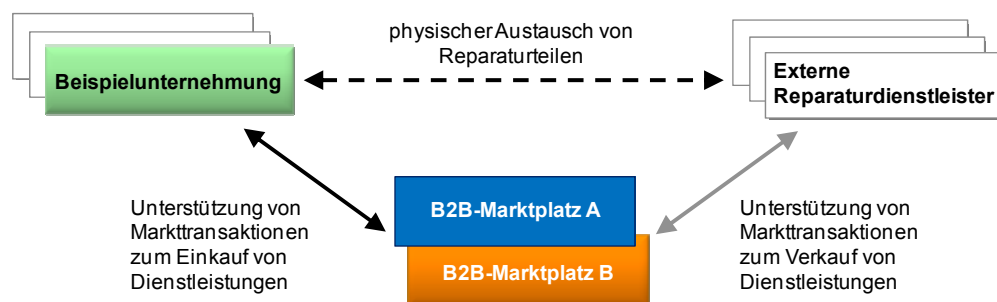 physischer Austausch von
Reparaturteilen
Beispielunternehmung
Externe
Reparaturdienstleister
Unterstützung von
Markttransaktionen
zum Einkauf von
Dienstleistungen
B2B-Marktplatz A
B2B-Marktplatz B
Unterstützung von
Markttransaktionen
zum Verkauf von
Dienstleistungen